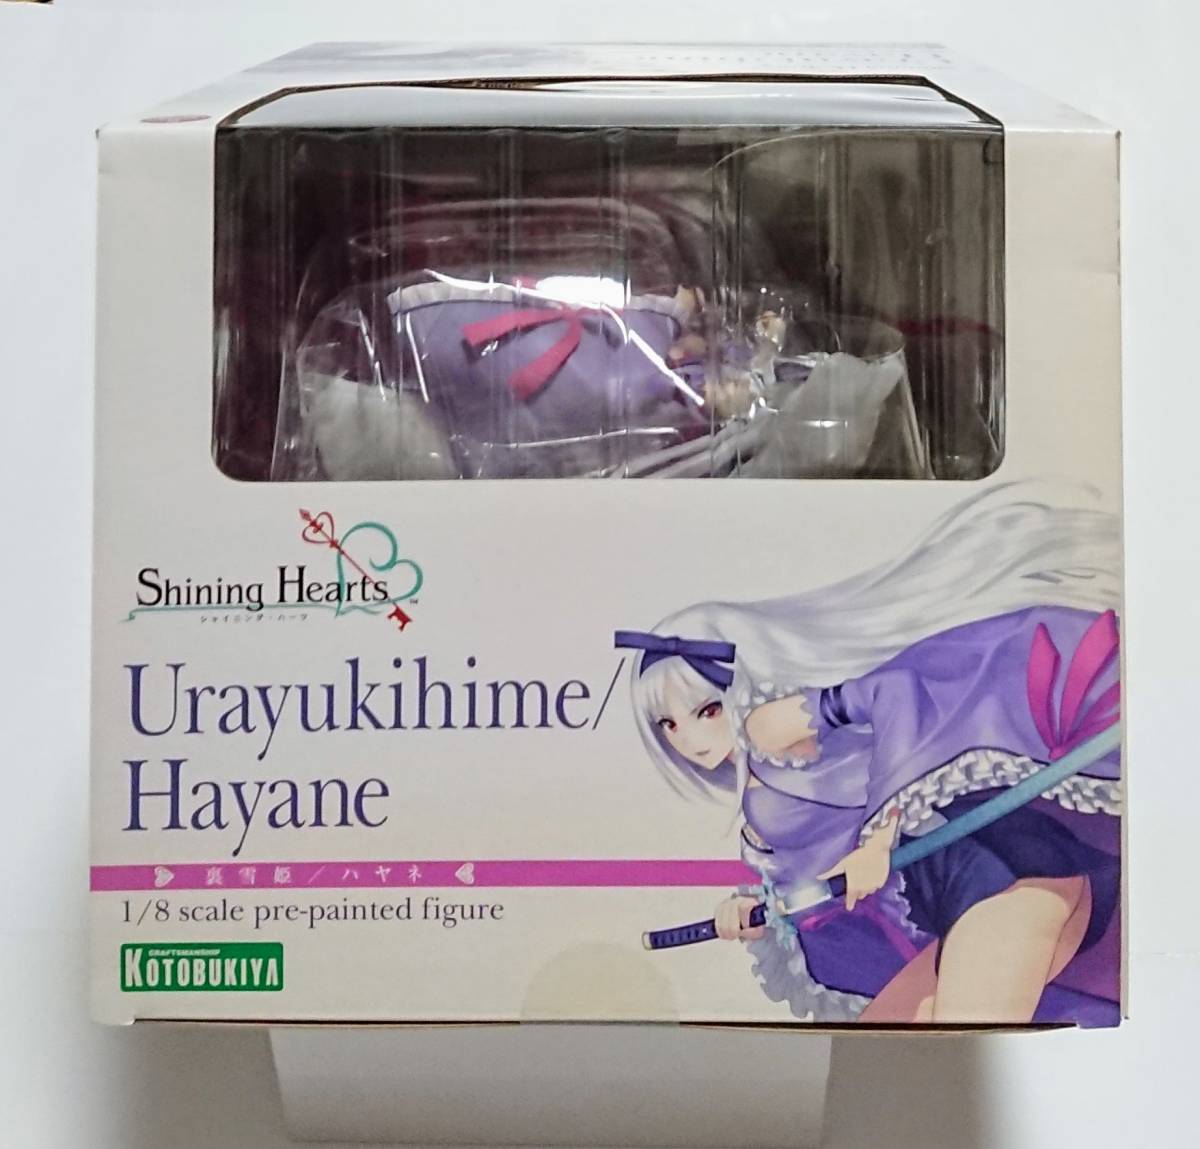 Shining Hearts™
シャイニング・ハーツ
Urayukihime/
Hayane
裏雪姫/ハヤネ
1/8 scale pre-painted figure
CRAFTSMANSHIP
KOTOBUKIYA